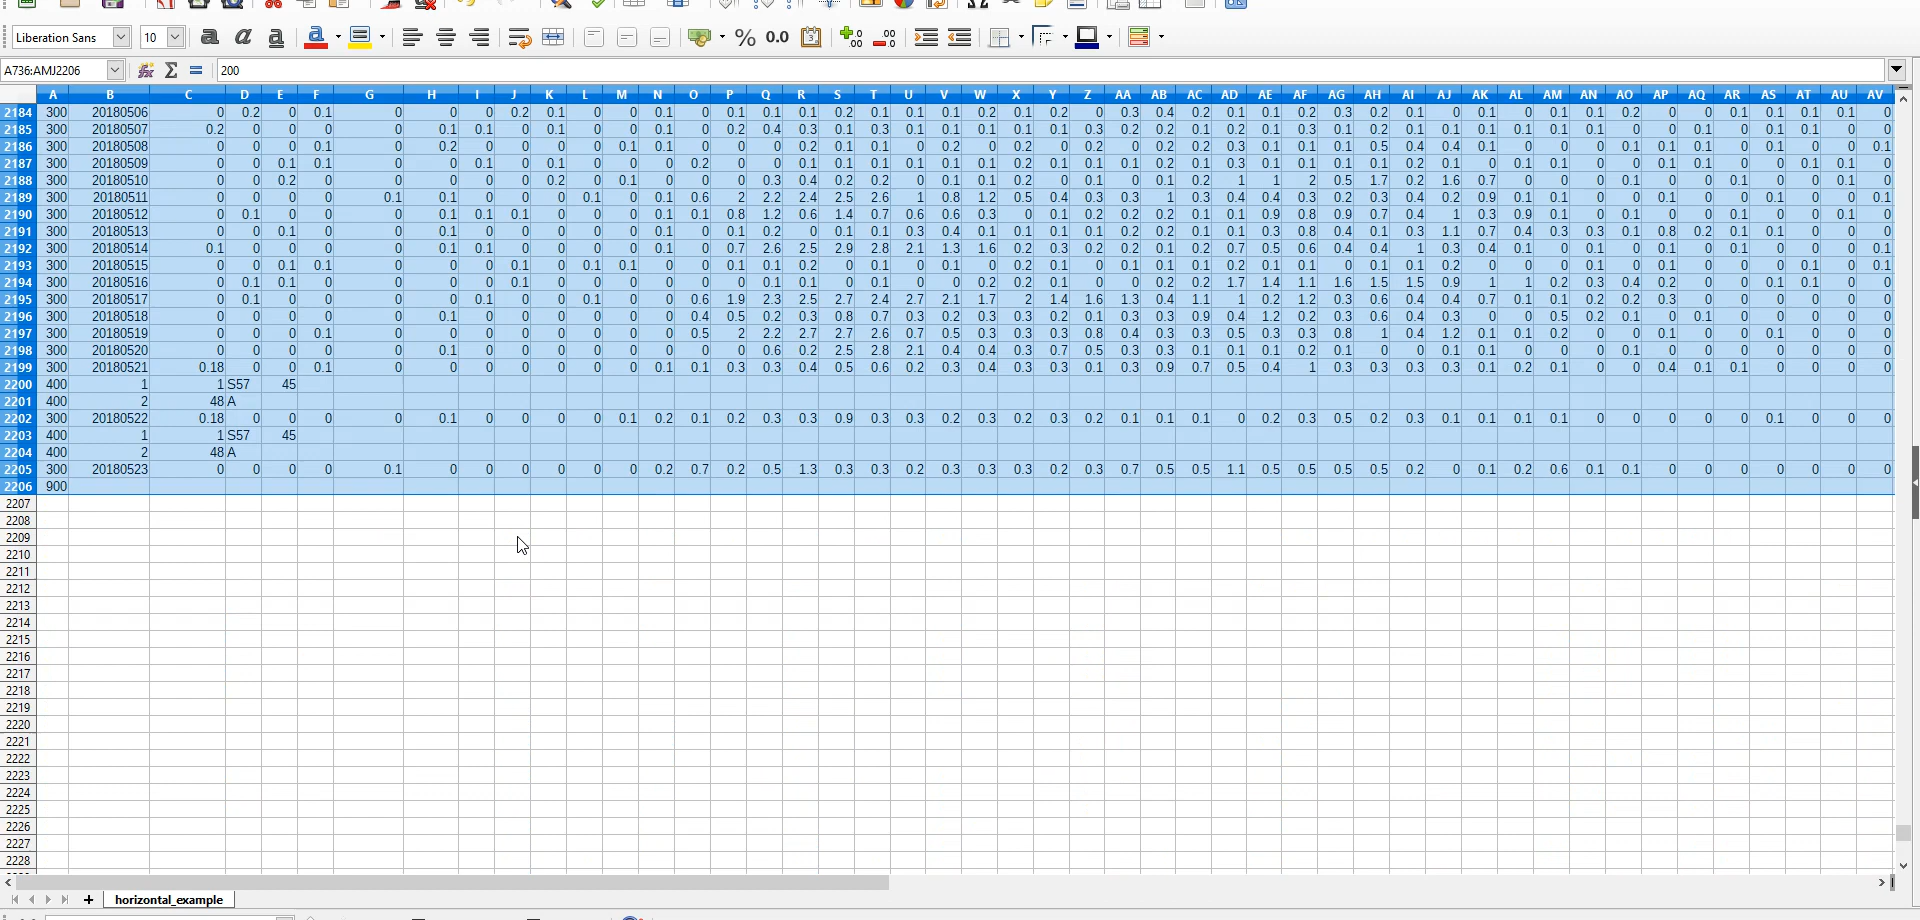 Liberation Sans 10 a a a a % 0.0
A736:AMJ2206 fx Σ = 200
A B C D E F G H I J K L M N O P Q R S T U V W X Y Z AA AB AC AD AE AF AG AH AI AJ AK AL AM AN AO AP AQ AR AS AT AU AV
2184 300 20180506 0 0.2 0 0.1 0 0 0 0.2 0.1 0 0 0.1 0 0.1 0.1 0.1 0.2 0.1 0.1 0.1 0.2 0.1 0.2 0 0.3 0.4 0.2 0.1 0.1 0.2 0.3 0.2 0.1 0 0.1 0 0.1 0.1 0.2 0 0 0.1 0.1 0.1 0.1 0
2185 300 20180507 0.2 0 0 0 0 0.1 0.1 0 0.1 0 0 0.1 0 0.2 0.4 0.3 0.1 0.3 0.1 0.1 0.1 0.1 0.1 0.3 0.2 0.2 0.1 0.2 0.1 0.3 0.1 0.2 0.1 0.1 0.1 0.1 0.1 0.1 0 0 0.1 0 0.1 0.1 0 0
2186 300 20180508 0 0 0 0.1 0 0.2 0 0 0 0 0.1 0.1 0 0 0 0.2 0.1 0.1 0 0.2 0 0.2 0 0.2 0 0.2 0.2 0.3 0.1 0.1 0.1 0.5 0.4 0.4 0.1 0 0 0 0.1 0.1 0.1 0.1 0 0 0 0.1
2187 300 20180509 0 0 0.1 0.1 0 0 0.1 0 0.1 0 0 0 0.2 0 0 0.1 0.1 0.1 0.1 0.1 0.1 0.2 0.1 0.1 0.1 0.2 0.1 0.3 0.1 0.1 0.1 0.1 0.2 0.1 0 0.1 0.1 0 0 0.1 0.1 0 0 0.1 0.1 0
2188 300 20180510 0 0 0.2 0 0 0 0 0 0.2 0 0.1 0 0 0 0.3 0.4 0.2 0.2 0 0.1 0.1 0.2 0 0.1 0 0.1 0.2 1 1 2 0.5 1.7 0.2 1.6 0.7 0 0 0 0.1 0 0 0.1 0 0 0.1 0
2189 300 20180511 0 0 0 0 0.1 0.1 0 0 0 0.1 0 0.1 0.6 2 2.2 2.4 2.5 2.6 1 0.8 1.2 0.5 0.4 0.3 0.3 1 0.3 0.4 0.4 0.3 0.2 0.3 0.4 0.2 0.9 0.1 0.1 0 0 0.1 0 0 0.1 0 0 0.1
2190 300 20180512 0 0.1 0 0 0 0.1 0.1 0.1 0 0 0 0.1 0.1 0.8 1.2 0.6 1.4 0.7 0.6 0.6 0.3 0 0.1 0.2 0.2 0.2 0.1 0.1 0.9 0.8 0.9 0.7 0.4 1 0.3 0.9 0.1 0 0.1 0 0 0.1 0 0 0.1 0
2191 300 20180513 0 0 0.1 0 0 0.1 0 0 0 0 0 0.1 0 0.1 0.2 0 0.1 0.1 0.3 0.4 0.1 0.1 0.1 0.1 0.2 0.2 0.1 0.1 0.3 0.8 0.4 0.1 0.3 1.1 0.7 0.4 0.3 0.3 0.1 0.8 0.2 0.1 0.1 0 0 0
2192 300 20180514 0.1 0 0 0 0 0.1 0.1 0 0 0 0 0.1 0 0.7 2.6 2.5 2.9 2.8 2.1 1.3 1.6 0.2 0.3 0.2 0.2 0.1 0.2 0.7 0.5 0.6 0.4 0.4 1 0.3 0.4 0.1 0 0.1 0 0.1 0 0.1 0 0 0 0.1
2193 300 20180515 0 0 0.1 0.1 0 0 0 0.1 0 0.1 0.1 0 0 0.1 0.1 0.2 0 0.1 0 0.1 0 0.2 0.1 0 0.1 0.1 0.1 0.2 0.1 0.1 0 0.1 0.1 0.2 0 0 0 0.1 0 0.1 0 0 0 0.1 0 0.1
2194 300 20180516 0 0.1 0.1 0 0 0 0 0.1 0 0 0 0 0 0 0.1 0.1 0 0.1 0 0 0.2 0.2 0.1 0 0 0.2 0.2 1.7 1.4 1.1 1.6 1.5 1.5 0.9 1 1 0.2 0.3 0.4 0.2 0 0 0.1 0.1 0 0
2195 300 20180517 0 0.1 0 0 0 0 0.1 0 0 0.1 0 0 0.6 1.9 2.3 2.5 2.7 2.4 2.7 2.1 1.7 2 1.4 1.6 1.3 0.4 1.1 1 0.2 1.2 0.3 0.6 0.4 0.4 0.7 0.1 0.1 0.2 0.2 0.3 0 0 0 0 0 0
2196 300 20180518 0 0 0 0 0 0.1 0 0 0 0 0 0 0.4 0.5 0.2 0.3 0.8 0.7 0.3 0.2 0.3 0.3 0.2 0.1 0.3 0.3 0.9 0.4 1.2 0.2 0.3 0.6 0.4 0.3 0 0 0.5 0.2 0.1 0 0.1 0 0 0 0 0
2197 300 20180519 0 0 0 0.1 0 0 0 0 0 0 0 0 0.5 2 2.2 2.7 2.7 2.6 0.7 0.5 0.3 0.3 0.3 0.8 0.4 0.3 0.3 0.5 0.3 0.3 0.8 1 0.4 1.2 0.1 0.1 0.2 0 0 0.1 0 0 0.1 0 0 0
2198 300 20180520 0 0 0 0 0 0.1 0 0 0 0 0 0 0 0 0.6 0.2 2.5 2.8 2.1 0.4 0.4 0.3 0.7 0.5 0.3 0.3 0.1 0.1 0.1 0.2 0.1 0 0 0.1 0.1 0 0 0 0.1 0 0 0 0 0 0 0
2199 300 20180521 0.18 0 0 0.1 0 0 0 0 0 0 0 0.1 0.1 0.3 0.3 0.4 0.5 0.6 0.2 0.3 0.4 0.1 0.4 0.1 0.3 0.9 0.7 0.5 0.4 1 0.3 0.3 0.3 0.3 0.1 0.2 0.1 0 0 0.4 0.1 0.1 0 0 0 0
2200 400 1 1 S57 45
2201 400 2 48 A
2202 300 20180522 0.18 0 0 0 0 0.1 0 0 0 0 0.1 0.2 0.1 0.2 0.3 0.3 0.9 0.3 0.3 0.2 0.3 0.2 0.3 0.2 0.1 0.1 0.1 0 0.2 0.3 0.5 0.2 0.3 0.1 0.1 0.1 0.1 0 0 0 0 0 0.1 0 0 0
2203 400 1 1 S57 45
2204 400 2 48 A
2205 300 20180523 0 0 0 0 0.1 0 0 0 0 0 0 0.2 0.7 0.2 0.5 1.3 0.3 0.3 0.2 0.3 0.3 0.3 0.2 0.3 0.7 0.5 0.5 1.1 0.5 0.5 0.5 0.5 0.2 0 0.1 0.2 0.6 0.1 0.1 0 0 0 0 0 0 0
2206 900
2207
2208
2209
2210
2211
2212
2213
2214
2215
2216
2217
2218
2219
2220
2221
2222
2223
2224
2225
2226
2227
2228
horizontal_example